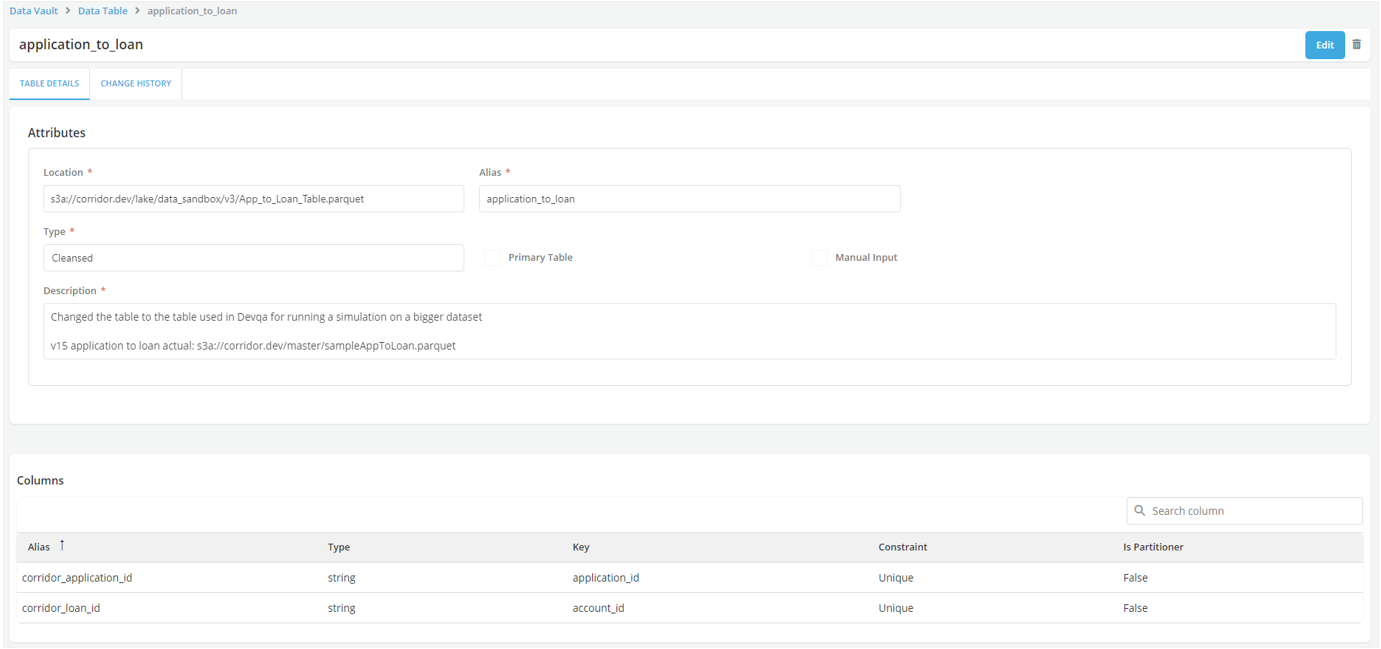 Data Vault > Data Table > application_to_loan
application_to_loan
Edit
TABLE DETAILS CHANGE HISTORY
Attributes
Location * Alias *
s3a://corridor.dev/lake/data_sandbox/v3/App_to_Loan_Table.parquet application_to_loan
Type *
Cleansed Primary Table Manual Input
Description *
Changed the table to the table used in Devqa for running a simulation on a bigger dataset
v15 application to loan actual: s3a://corridor.dev/master/sampleAppToLoan.parquet
Columns
Search column
Alias ↑ Type Key Constraint Is Partitioner
corridor_application_id string application_id Unique False
corridor_loan_id string account_id Unique False